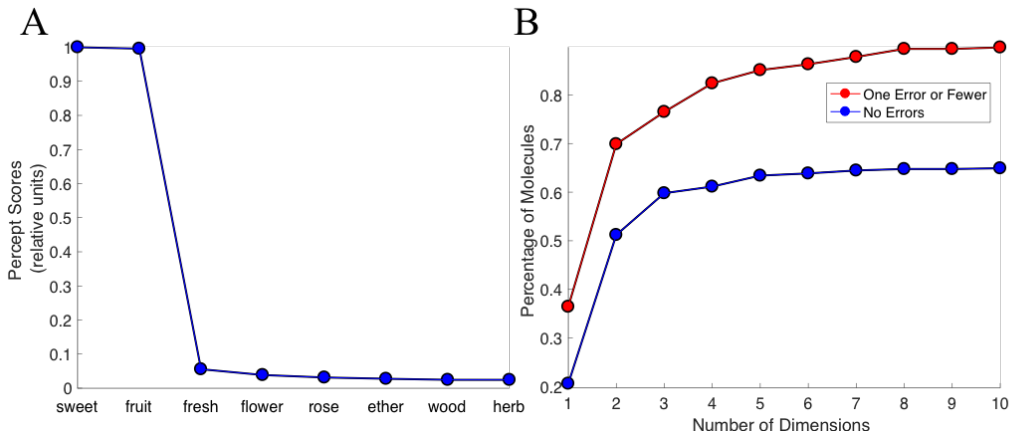 A
B
1
0.9
0.8
0.7
0.6
0.5
0.4
0.3
0.2
0.1
0
Percept Scores
(relative units)
sweet fruit fresh flower rose ether wood herb
0.8
0.7
0.6
0.5
0.4
0.3
0.2
Percentage of Molecules
One Error or Fewer
No Errors
1 2 3 4 5 6 7 8 9 10
Number of Dimensions